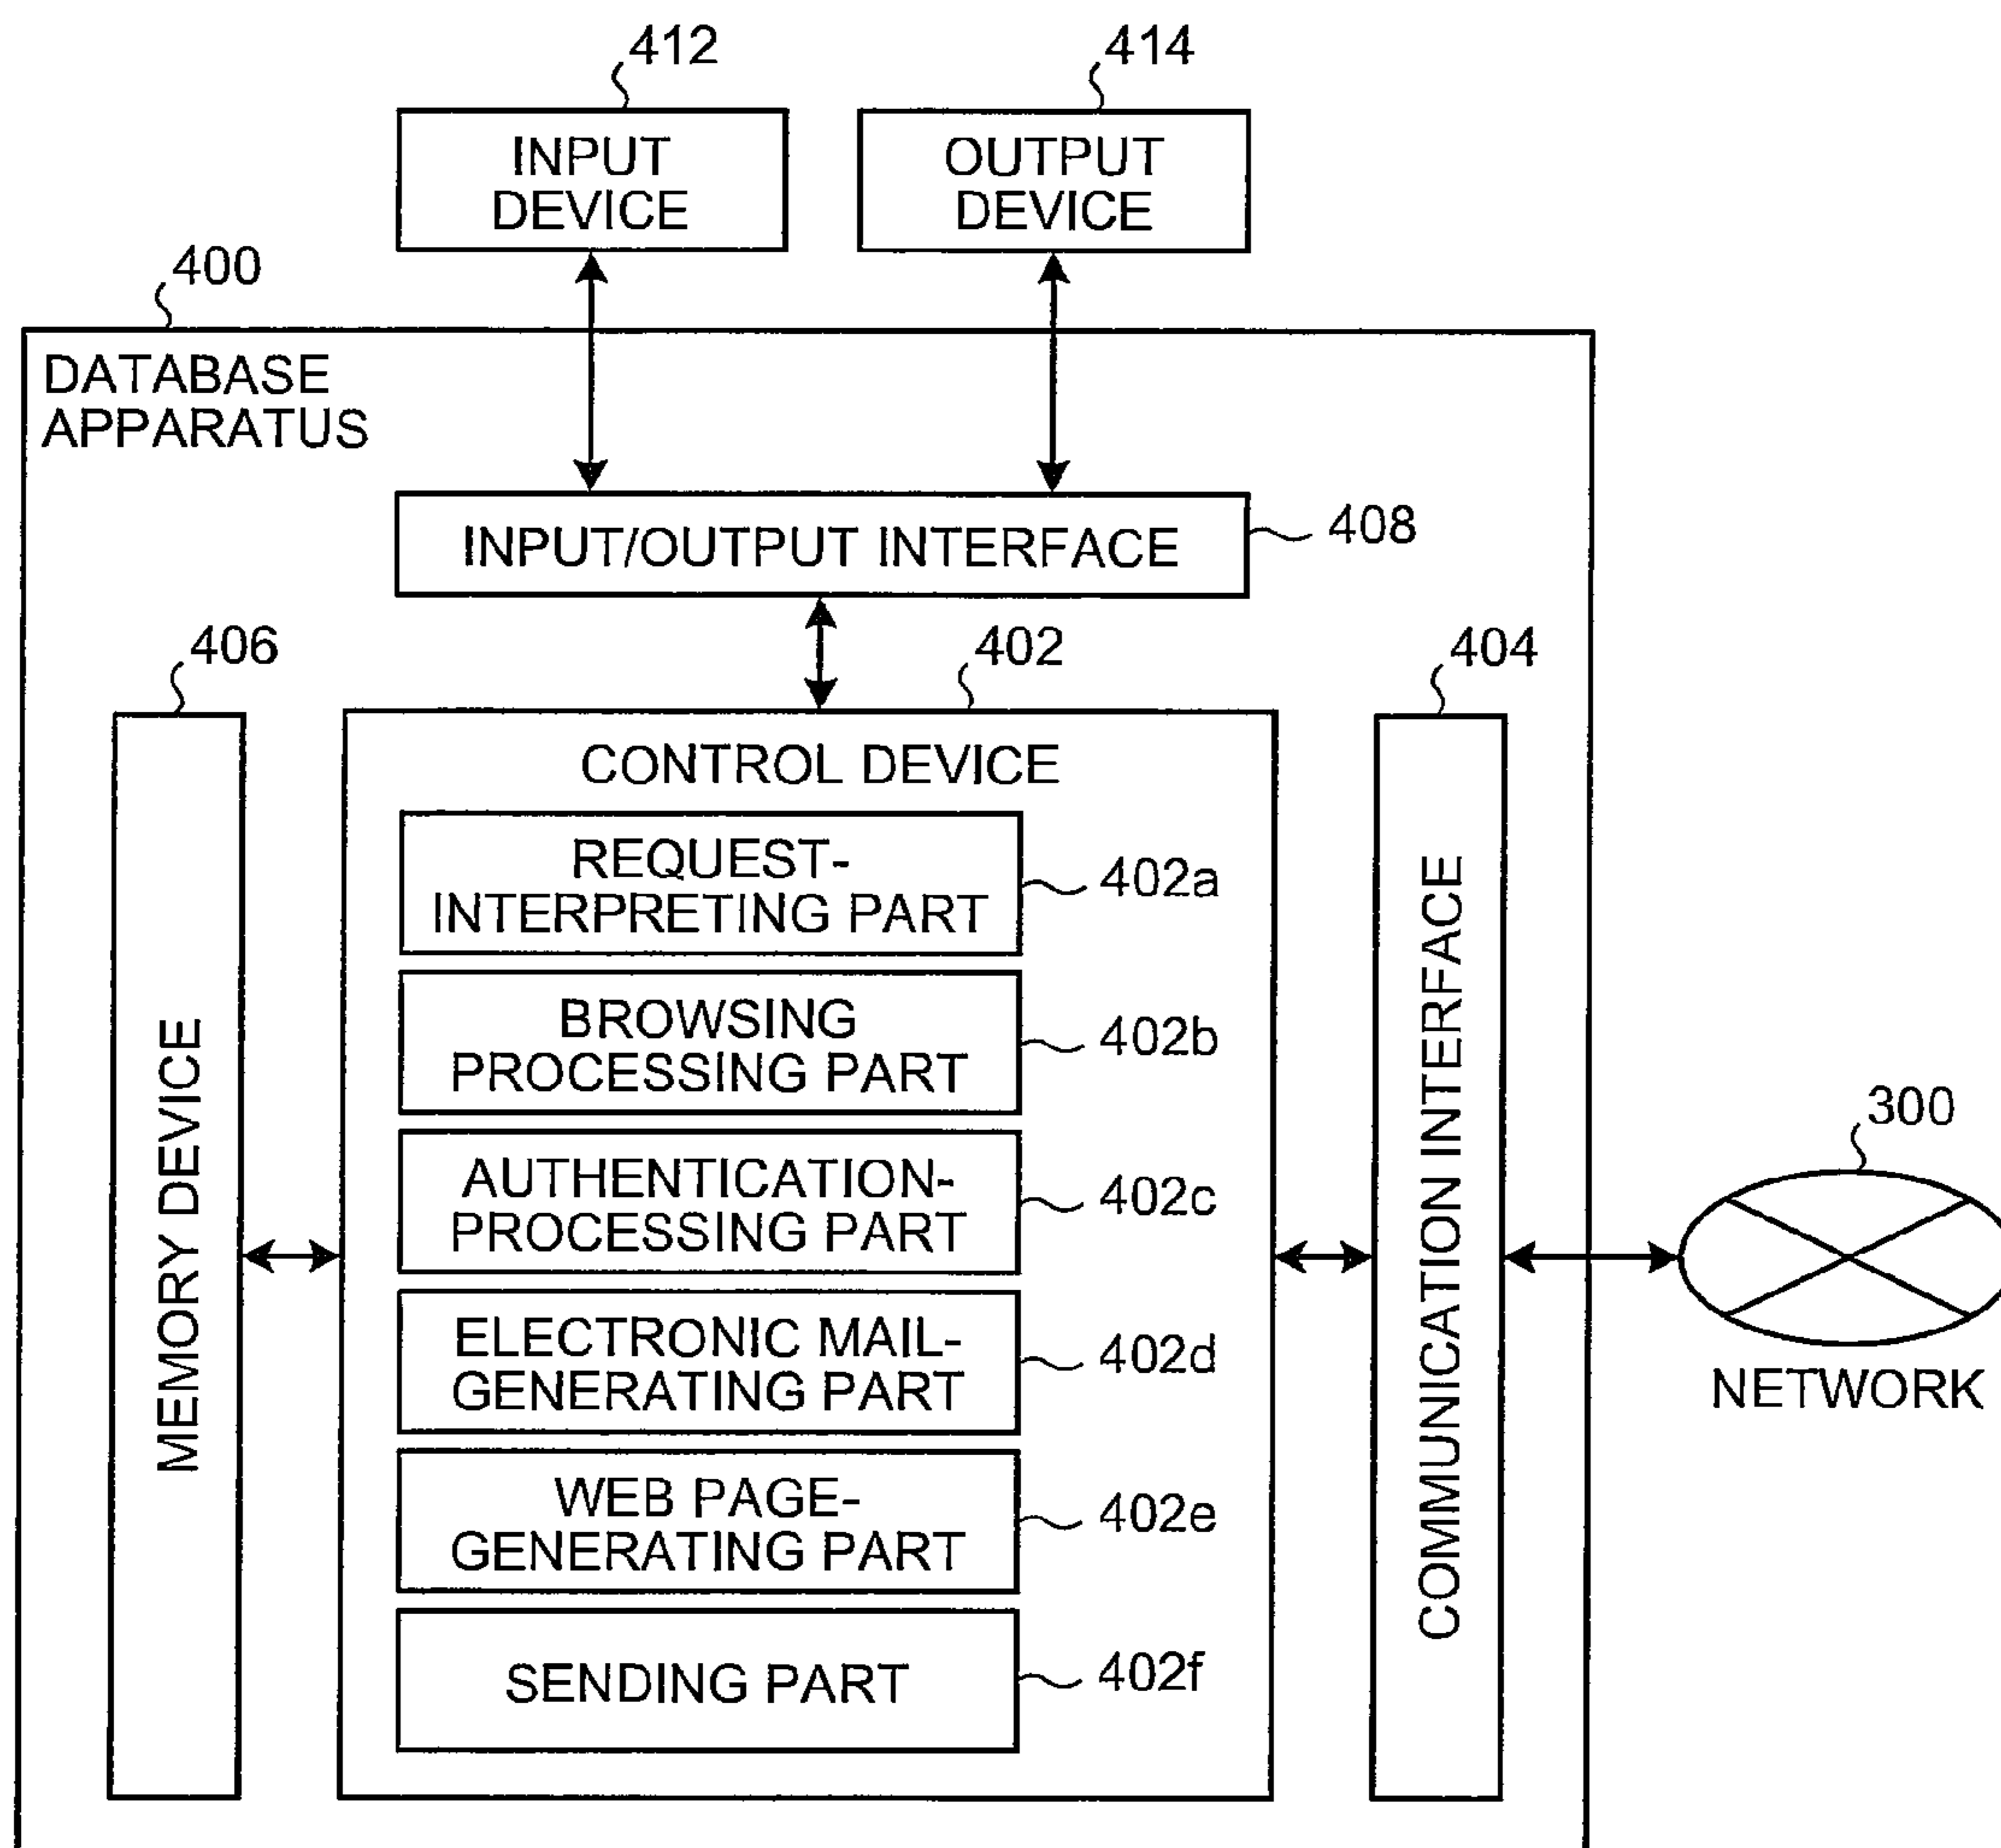 412
414
INPUT
DEVICE
OUTPUT
DEVICE
400
DATABASE
APPARATUS
INPUT/OUTPUT INTERFACE
408
406
402
404
CONTROL DEVICE
REQUEST-
INTERPRETING PART
402a
BROWSING
PROCESSING PART
402b
AUTHENTICATION-
PROCESSING PART
402c
ELECTRONIC MAIL-
GENERATING PART
402d
WEB PAGE-
GENERATING PART
402e
SENDING PART
402f
MEMORY DEVICE
COMMUNICATION INTERFACE
300
NETWORK